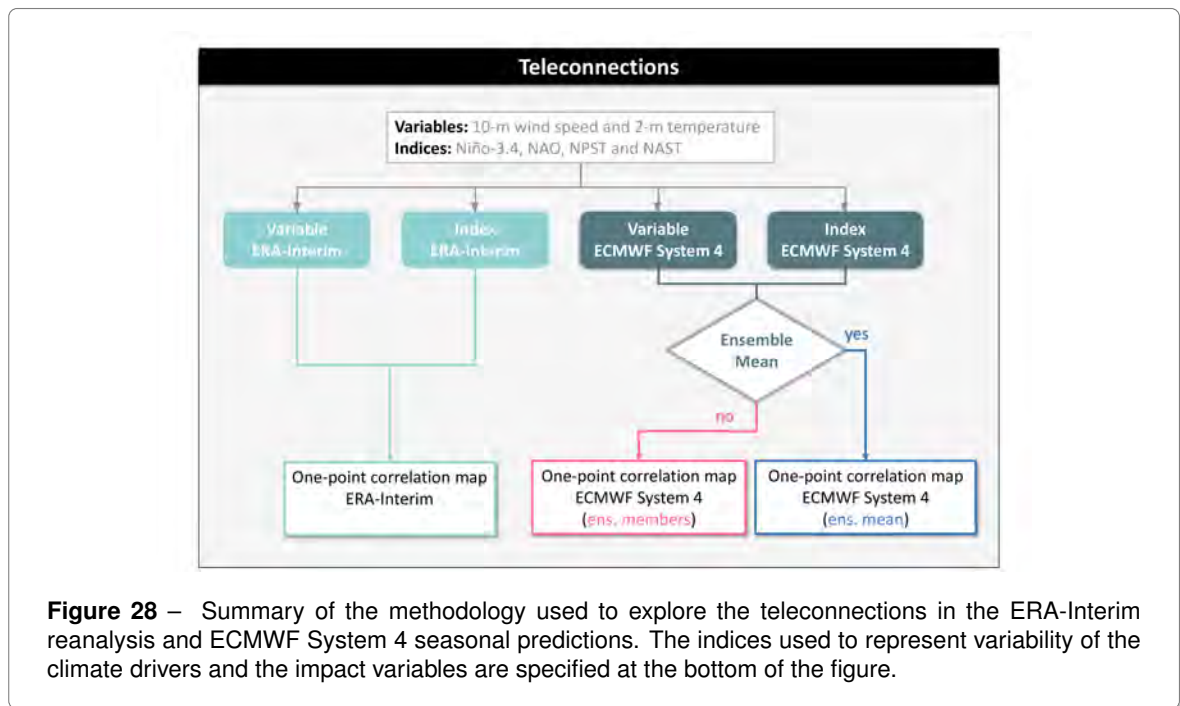 Teleconnections
Variables: 10-m wind speed and 2-m temperature
Indices: Niño-3.4, NAO, NPST and NAST
Variable
ERA-Interim
Index
ERA-Interim
Variable
ECMWF System 4
Index
ECMWF System 4
Ensemble
Mean
yes
no
One-point correlation map
ERA-Interim
One-point correlation map
ECMWF System 4
(ens. members)
One-point correlation map
ECMWF System 4
(ens. mean)
Figure 28 – Summary of the methodology used to explore the teleconnections in the ERA-Interim
reanalysis and ECMWF System 4 seasonal predictions. The indices used to represent variability of the
climate drivers and the impact variables are specified at the bottom of the figure.